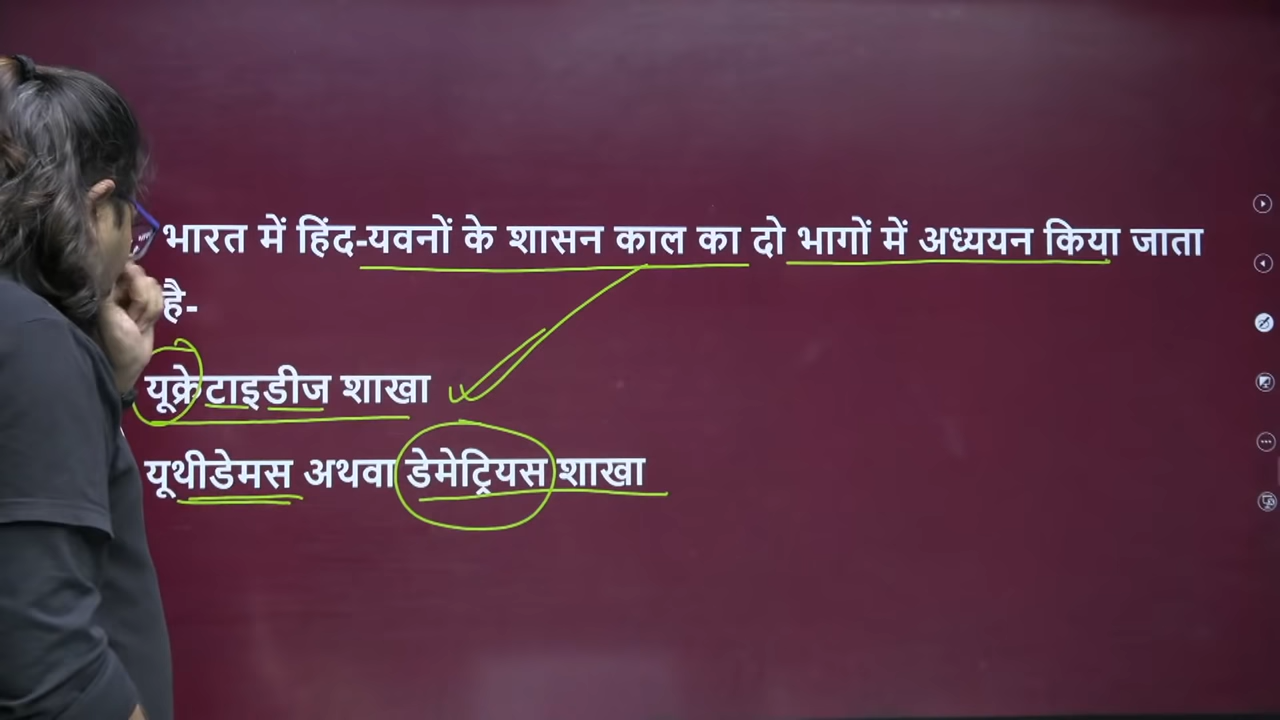 भारत में हिंद-यवनों के शासन काल का दो भागों में अध्ययन किया जाता
है-
यूक्रेटाइडीज शाखा
यूथीडेमस अथवा डेमेट्रियस शाखा